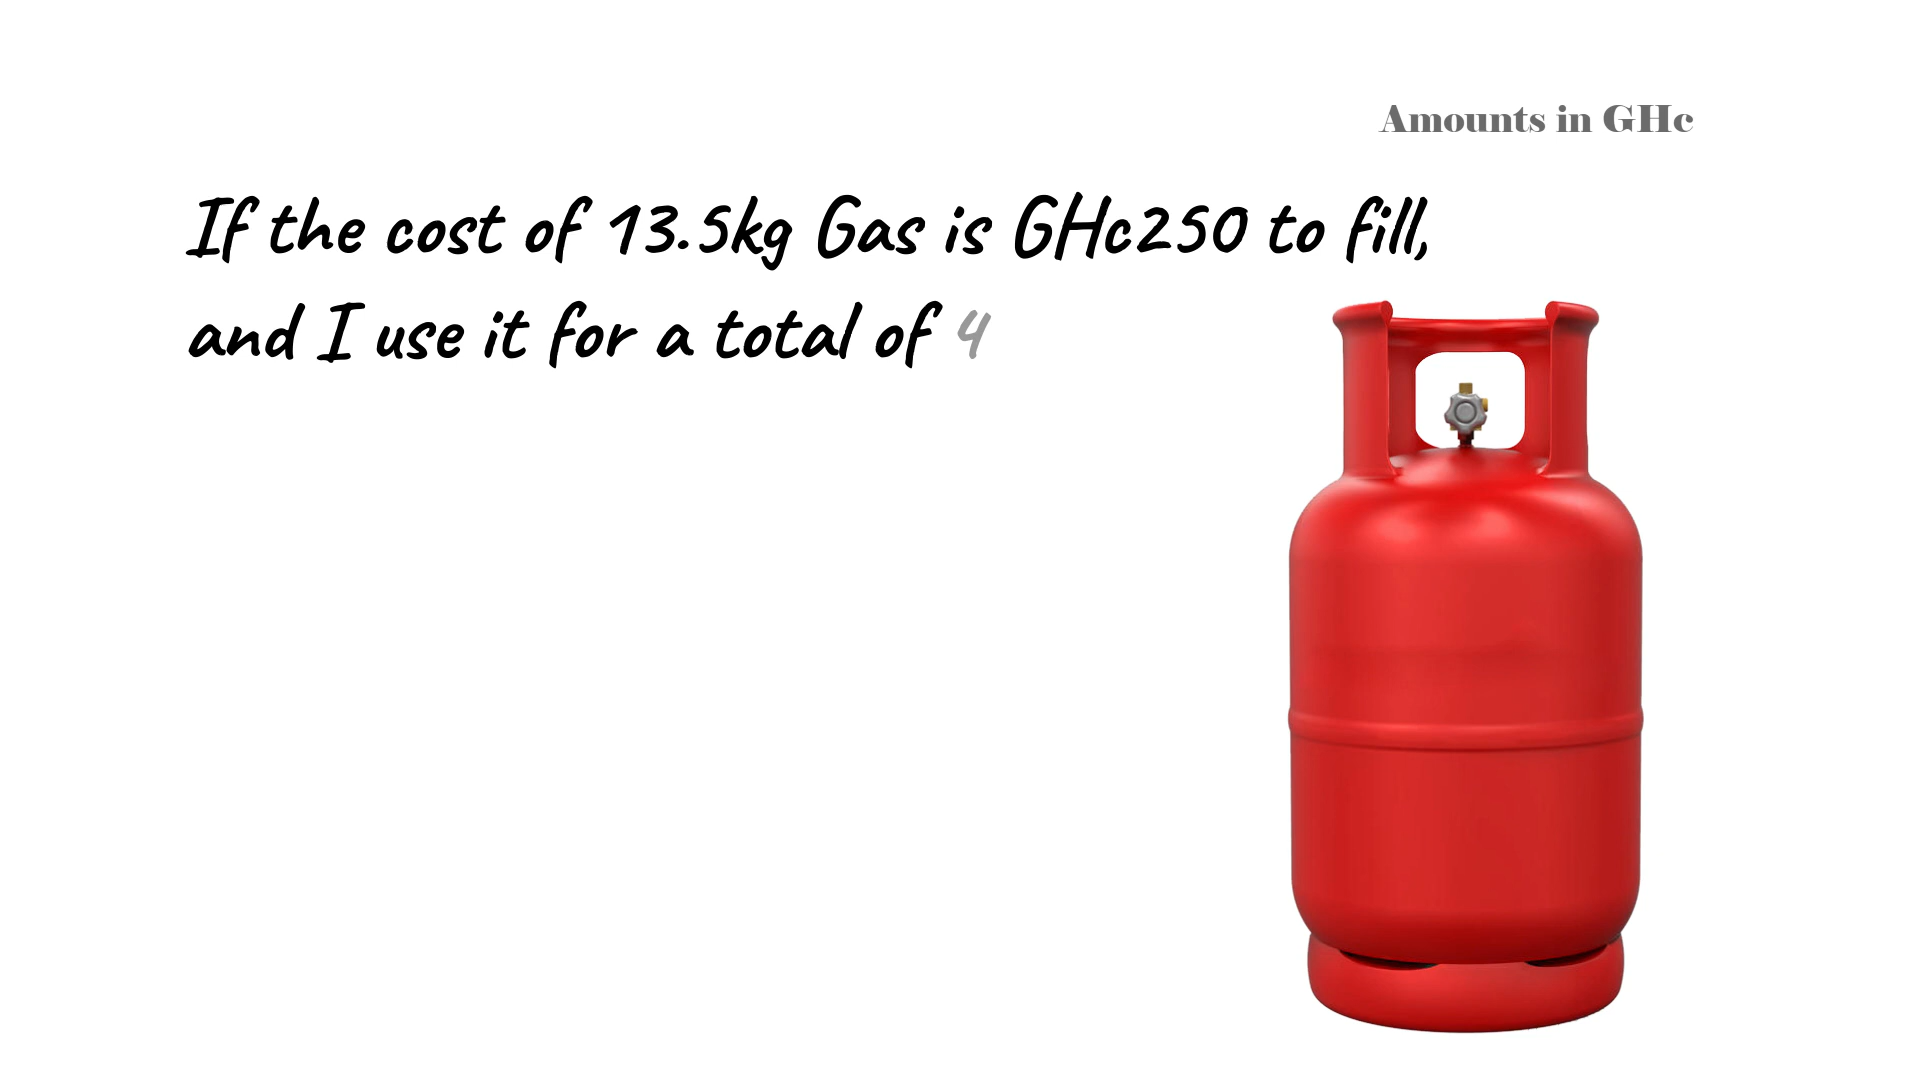 Amounts in GHc
If the cost of 13.5kg Gas is GHc250 to fill,
and I use it for a total of 4